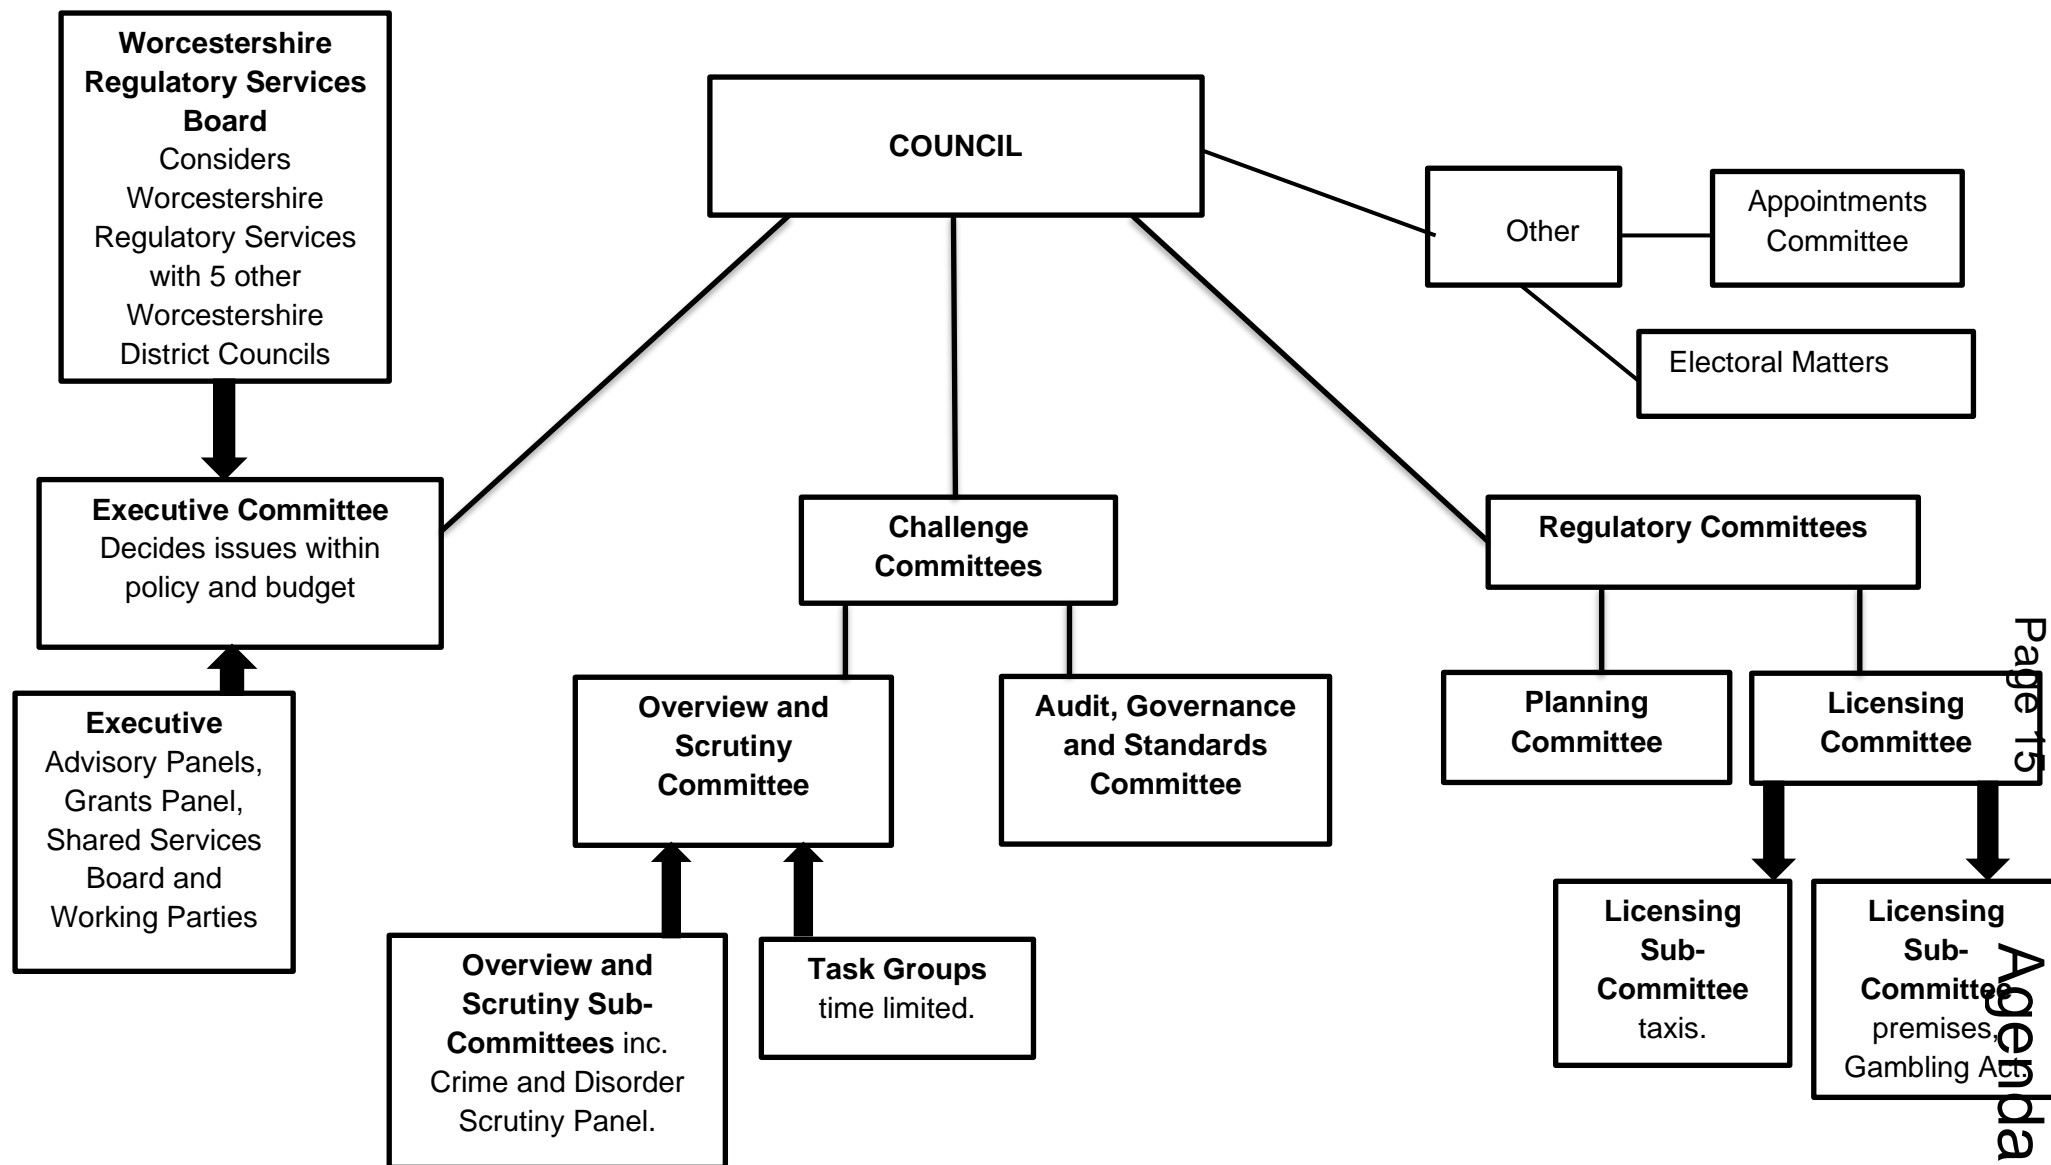 Worcestershire
Regulatory Services
Board
Considers
Worcestershire
Regulatory Services
with 5 other
Worcestershire
District Councils
COUNCIL
Other
Appointments
Committee
Electoral Matters
Executive Committee
Decides issues within
policy and budget
Challenge
Committees
Regulatory Committees
Executive
Advisory Panels,
Grants Panel,
Shared Services
Board and
Working Parties
Overview and
Scrutiny
Committee
Audit, Governance
and Standards
Committee
Planning
Committee
Licensing
Committee
Overview and
Scrutiny Sub-
Committees inc.
Crime and Disorder
Scrutiny Panel.
Task Groups
time limited.
Licensing
Sub-
Committee
taxis.
Licensing
Sub-
Committee
premises,
Gambling Act.
Page 15
Agenda